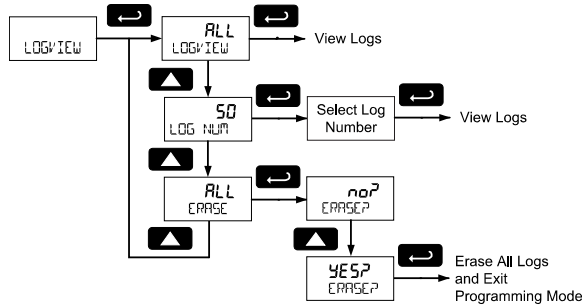 LOGVIEW
ALL
LOGVIEW
View Logs
50
LOG NUM
Select Log
Number
View Logs
ALL
ERASE
no?
ERASE?
YES?
ERASE?
Erase All Logs
and Exit
Programming Mode